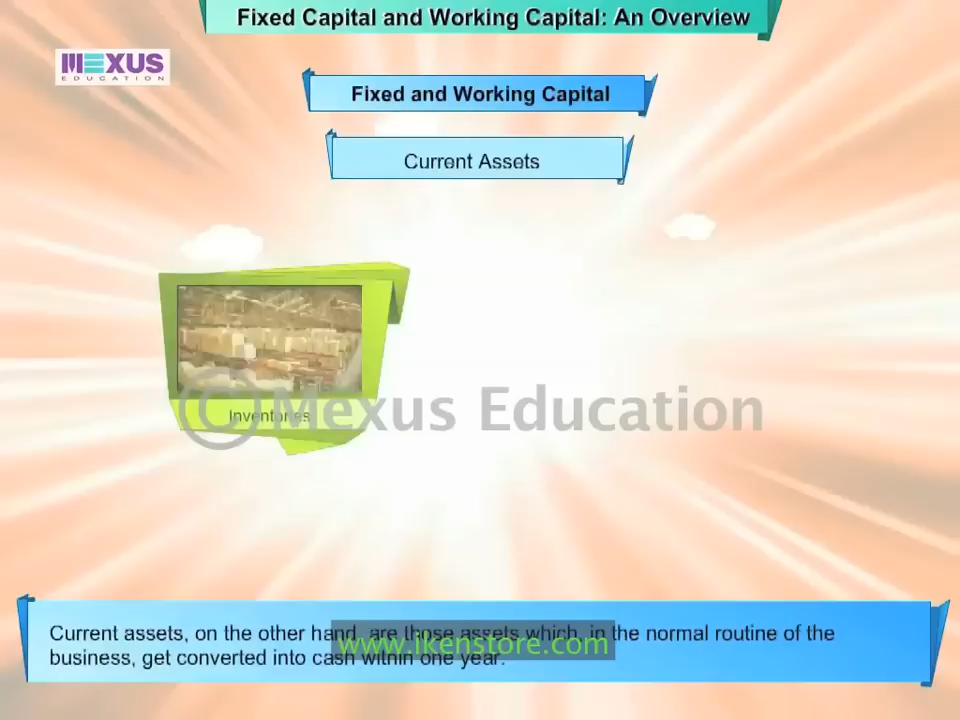 Fixed Capital and Working Capital: An Overview
MEXUS
EDUCATION
Fixed and Working Capital
Current Assets
Inventories
© Mexus Education
Current assets, on the other hand, are those assets which, in the normal routine of the
business, get converted into cash within one year.
www.ikenstore.com